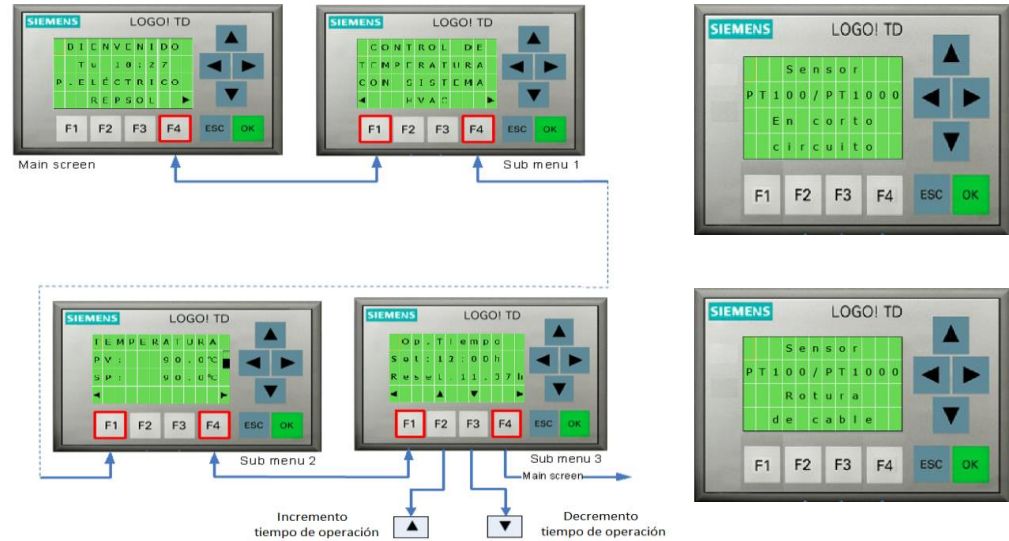 SIEMENS LOGO! TD
BIENVENIDO
P.ELÉCTRICO
REPSOL ►
F1 F2 F3 F4 ESC OK
Main screen
SIEMENS LOGO! TD
CONTROL DE
TEMPERATURA
CON SISTEMA
◄ HVAC ►
F1 F2 F3 F4 ESC OK
Sub menu 1
SIEMENS LOGO! TD
Sensor
PT100/PT1000
En corto
circuito
F1 F2 F3 F4 ESC OK
SIEMENS LOGO! TD
TEMPERATURA
PV: 90.0°C
SP: 90.0°C
◄ ►
F1 F2 F3 F4 ESC OK
Sub menu 2
SIEMENS LOGO! TD
Op.Tiempo
12:00h
◄ ▲ ▼ ►
F1 F2 F3 F4 ESC OK
Sub menu 3
Main screen
Incremento
tiempo de operación
▲
▼
Decremento
tiempo de operación
SIEMENS LOGO! TD
Sensor
PT100/PT1000
Rotura
de cable
F1 F2 F3 F4 ESC OK